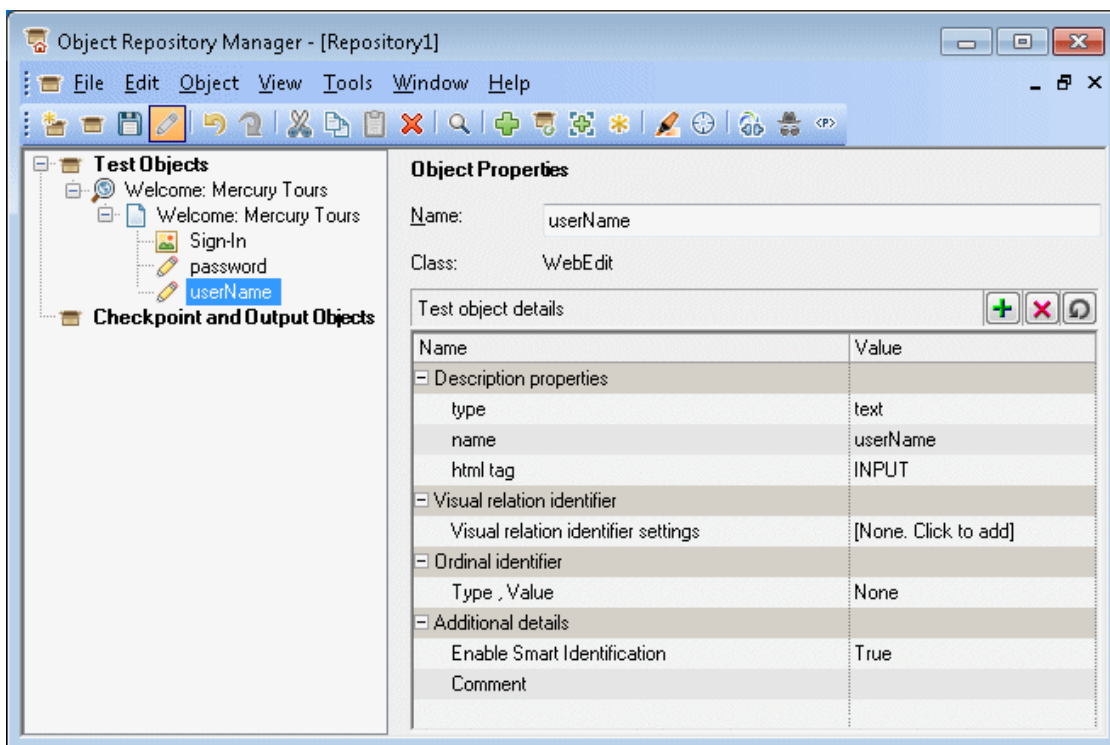 Object Repository Manager - [Repository1]
File Edit Object View Tools Window Help
<P>
Test Objects
Welcome: Mercury Tours
Welcome: Mercury Tours
Sign-In
password
userName
Checkpoint and Output Objects
Object Properties
Name: userName
Class: WebEdit
Test object details
Name Value
Description properties
type text
name userName
html tag INPUT
Visual relation identifier
Visual relation identifier settings [None. Click to add]
Ordinal identifier
Type , Value None
Additional details
Enable Smart Identification True
Comment